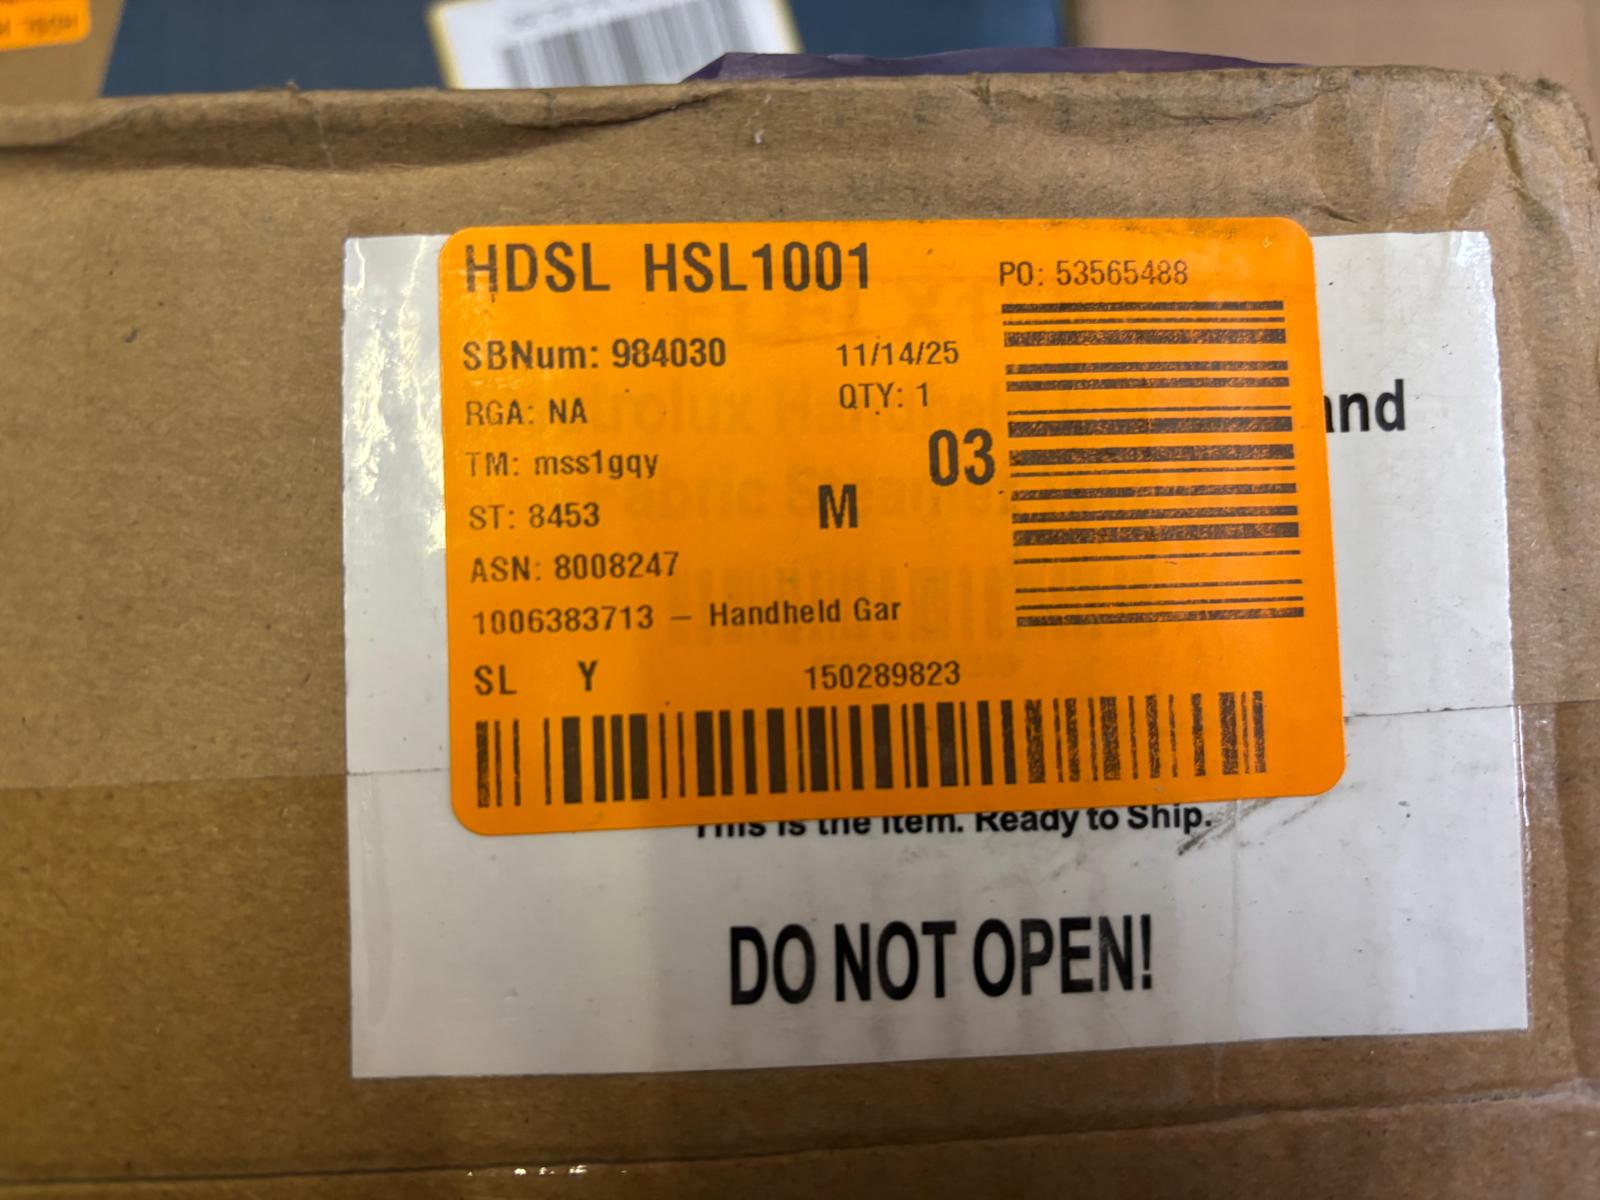 HDSL HSL1001
PO: 53565488
SBNum: 984030
11/14/25
RGA: NA
QTY: 1
TM: mss1gqy
03
ST: 8453
M
ASN: 8008247
1006383713 – Handheld Gar
SL Y 150289823
and
This is the item. Ready to Ship.
DO NOT OPEN!